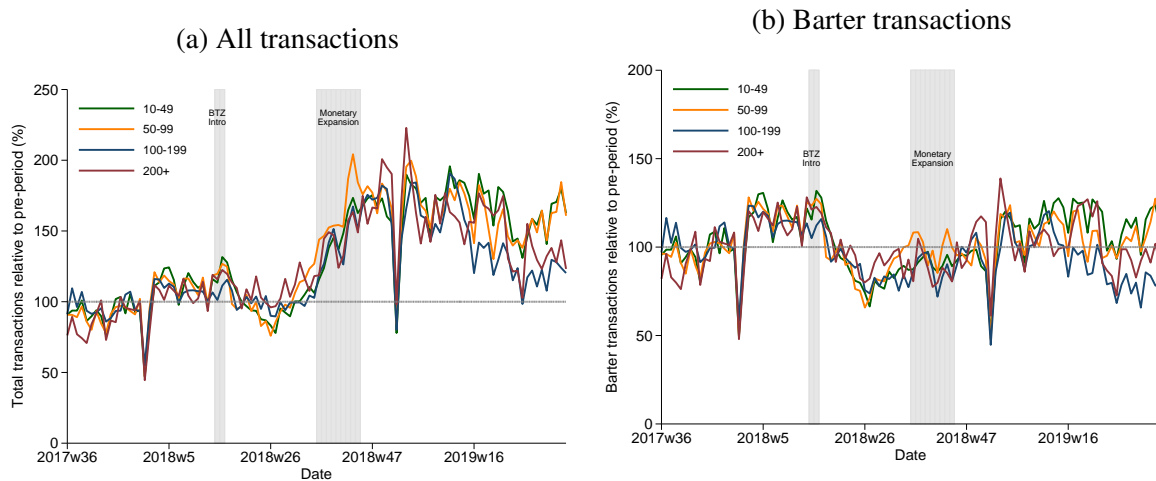 (a) All transactions
Total transactions relative to pre-period (%)
250
200
150
100
50
0
10-49
50-99
100-199
200+
BTZ
Intro
Monetary
Expansion
2017w36
2018w5
2018w26
2018w47
2019w16
Date
(b) Barter transactions
Barter transactions relative to pre-period (%)
200
150
100
50
0
10-49
50-99
100-199
200+
BTZ
Intro
Monetary
Expansion
2017w36
2018w5
2018w26
2018w47
2019w16
Date